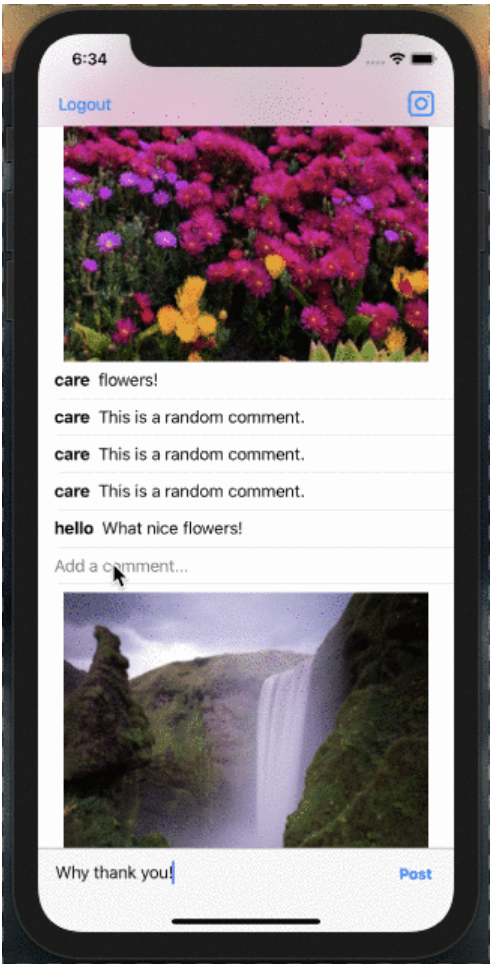 6:34
Logout
care flowers!
care This is a random comment.
care This is a random comment.
care This is a random comment.
hello What nice flowers!
Add a comment...
Why thank you! Post